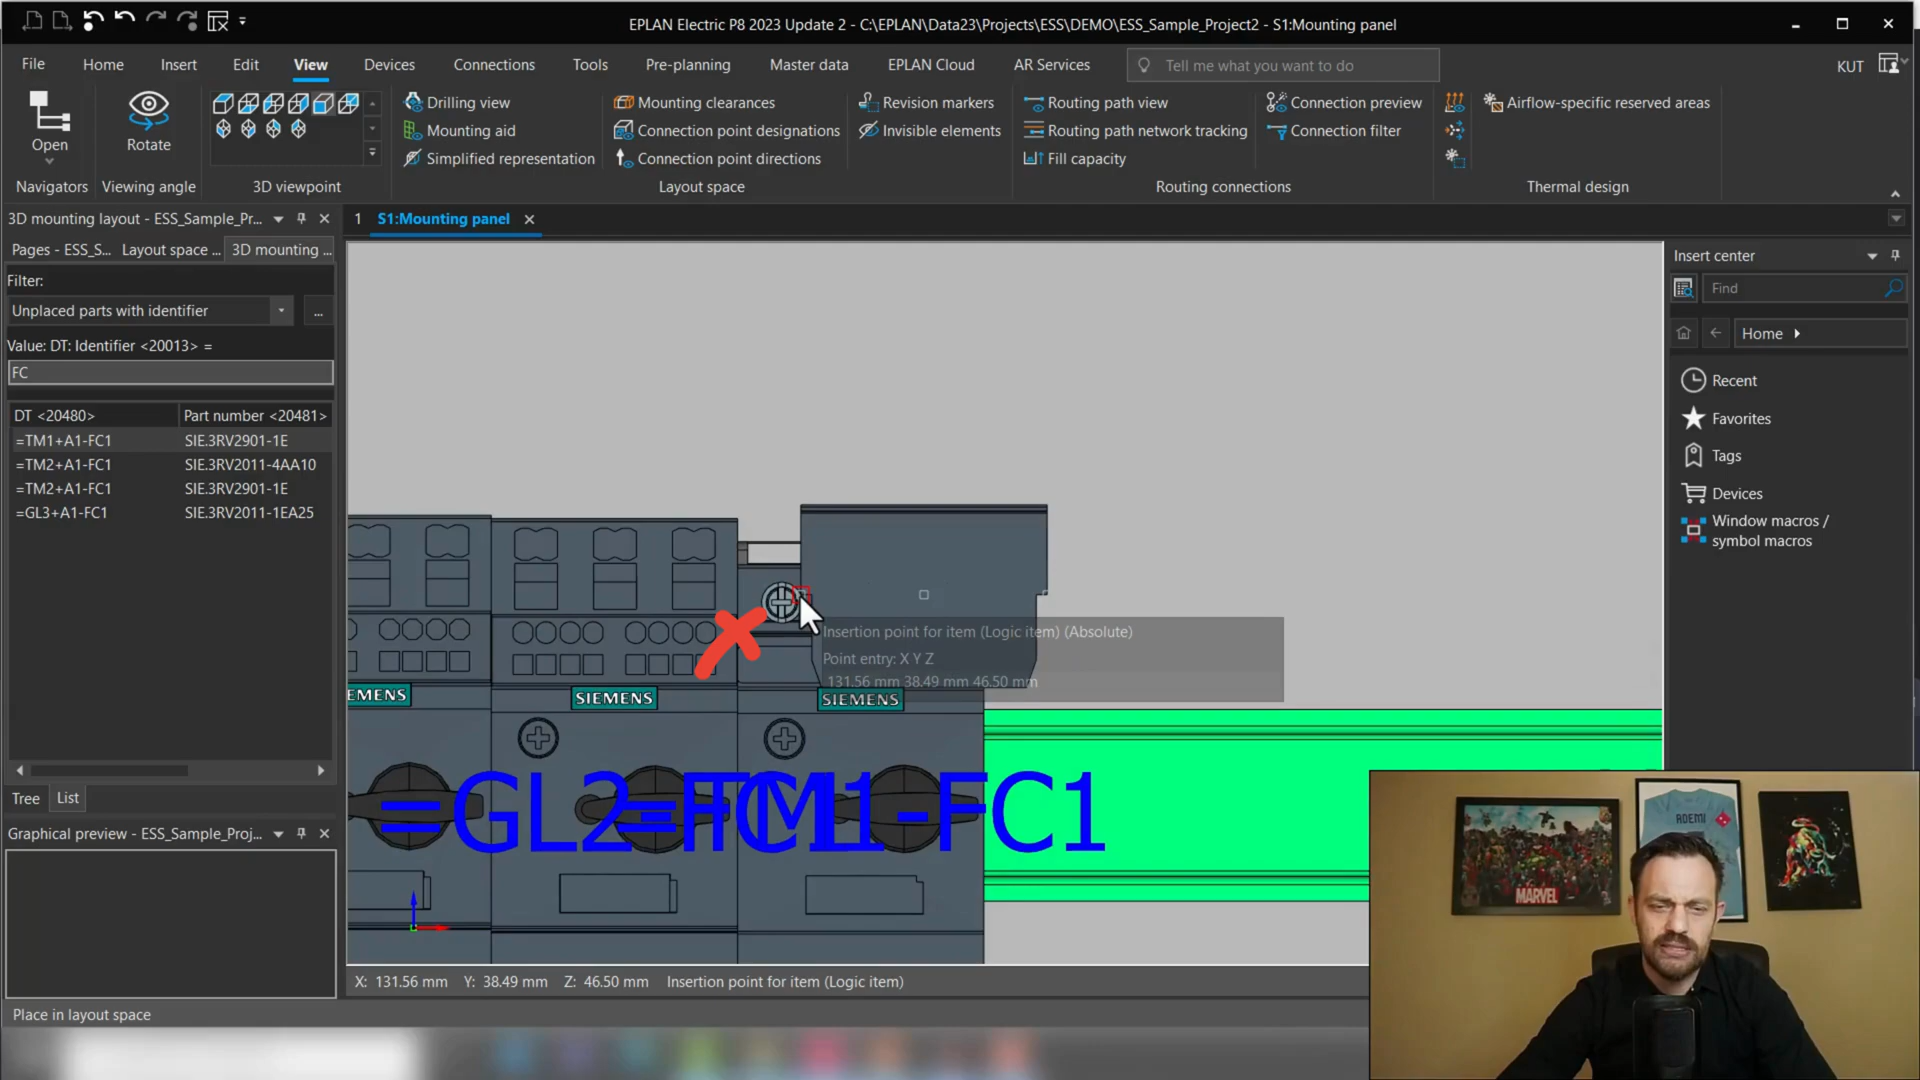 EPLAN Electric P8 2023 Update 2 - C:\EPLAN\Data23\Projects\ESS\DEMO\ESS_Sample_Project2 - S1:Mounting panel
File Home Insert Edit View Devices Connections Tools Pre-planning Master data EPLAN Cloud AR Services Tell me what you want to do KUT
Open
Rotate
Drilling view
Mounting aid
Simplified representation
Mounting clearances
Connection point designations
Connection point directions
Revision markers
Invisible elements
Routing path view
Routing path network tracking
Fill capacity
Connection preview
Connection filter
Airflow-specific reserved areas
Navigators Viewing angle 3D viewpoint Layout space Routing connections Thermal design
3D mounting layout - ESS_Sample_Pr...
1 S1:Mounting panel
Pages - ESS_S... Layout space ... 3D mounting ...
Filter:
Unplaced parts with identifier ...
Value: DT: Identifier <20013> =
FC
DT <20480> Part number <20481>
=TM1+A1-FC1 SIE.3RV2901-1E
=TM2+A1-FC1 SIE.3RV2011-4AA10
=TM2+A1-FC1 SIE.3RV2901-1E
=GL3+A1-FC1 SIE.3RV2011-1EA25
Tree List
Graphical preview - ESS_Sample_Proj...
Insertion point for item (Logic item) (Absolute)
Point entry: X Y Z
131.56 mm 38.49 mm 46.50 mm
EMENS
SIEMENS
SIEMENS
=GL2-FC1
=TM1-FC1
Insert center
Find
Home
Recent
Favorites
Tags
Devices
Window macros /
symbol macros
MARVEL
ADEMI
X: 131.56 mm Y: 38.49 mm Z: 46.50 mm Insertion point for item (Logic item)
Place in layout space